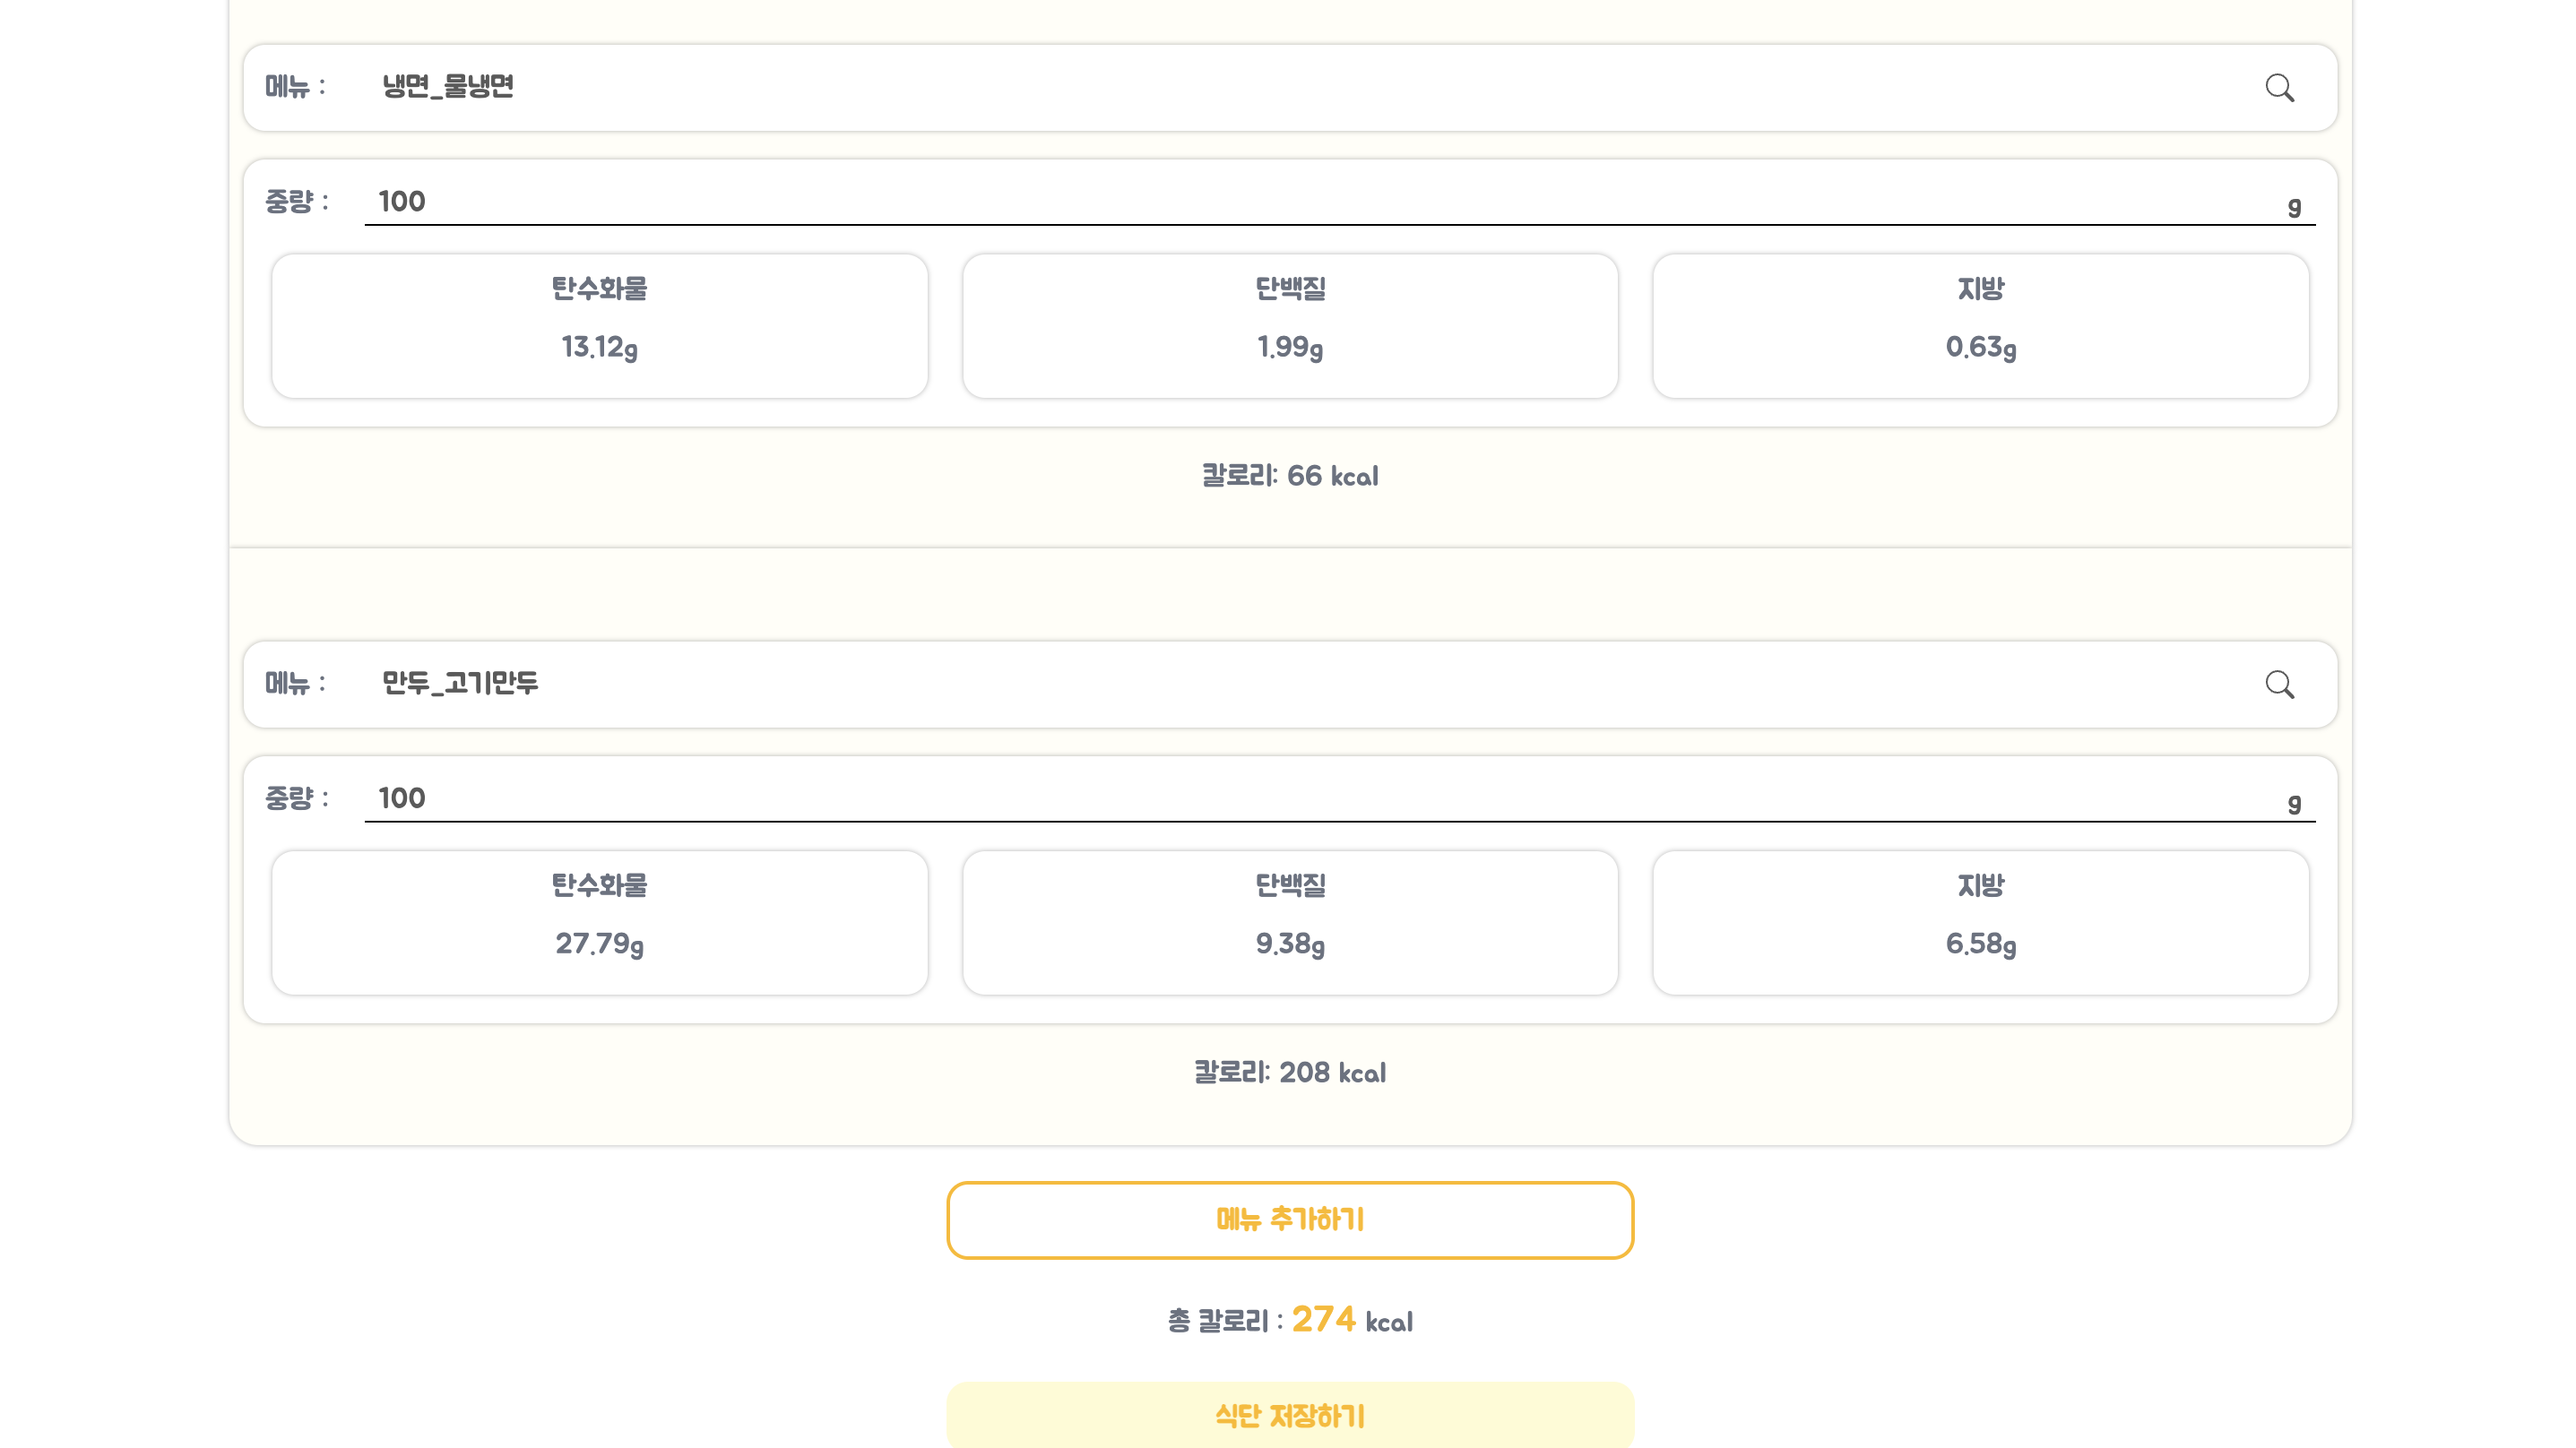 메뉴 : 냉면_물냉면
중량 : 100 g
탄수화물 단백질 지방
13.12g 1.99g 0.63g
칼로리: 66 kcal
메뉴 : 만두_고기만두
중량 : 100 g
탄수화물 단백질 지방
27.79g 9.38g 6.58g
칼로리: 208 kcal
메뉴 추가하기
총 칼로리 : 274 kcal
식단 저장하기